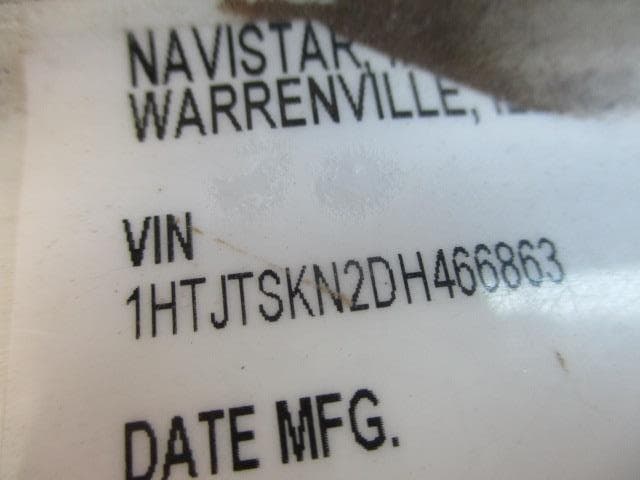 NAVISTAR,
WARRENVILLE,
VIN
1HTJTSKN2DH466863
DATE MFG.